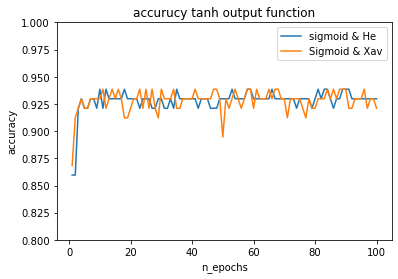 accurucy tanh output function
sigmoid & He
Sigmoid & Xav
1.000
0.975
0.950
0.925
0.900
0.875
0.850
0.825
0.800
accuracy
0 20 40 60 80 100
n_epochs